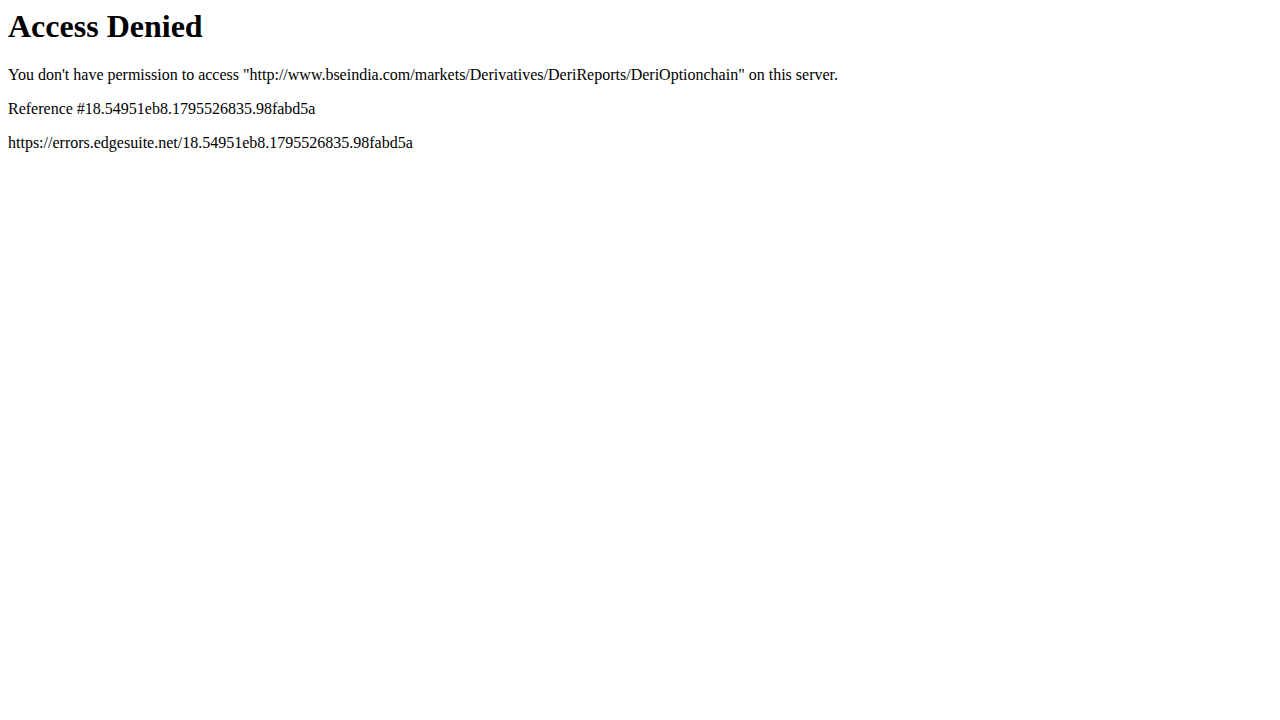 Access Denied
You don't have permission to access "http://www.bseindia.com/markets/Derivatives/DeriReports/DeriOptionchain" on this server.
Reference #18.54951eb8.1795526835.98fabd5a
https://errors.edgesuite.net/18.54951eb8.1795526835.98fabd5a